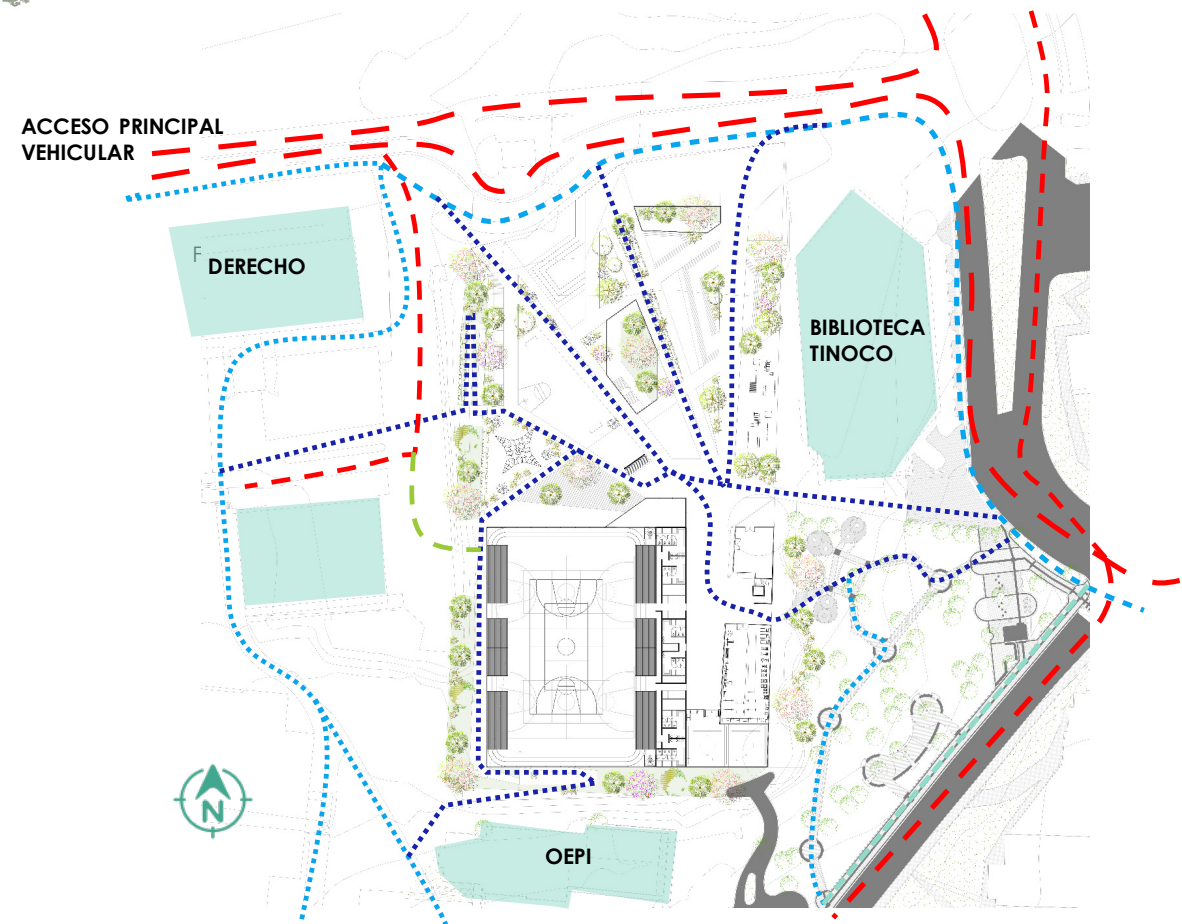 ACCESO PRINCIPAL
VEHICULAR
F
DERECHO
BIBLIOTECA
TINOCO
N
OEPI